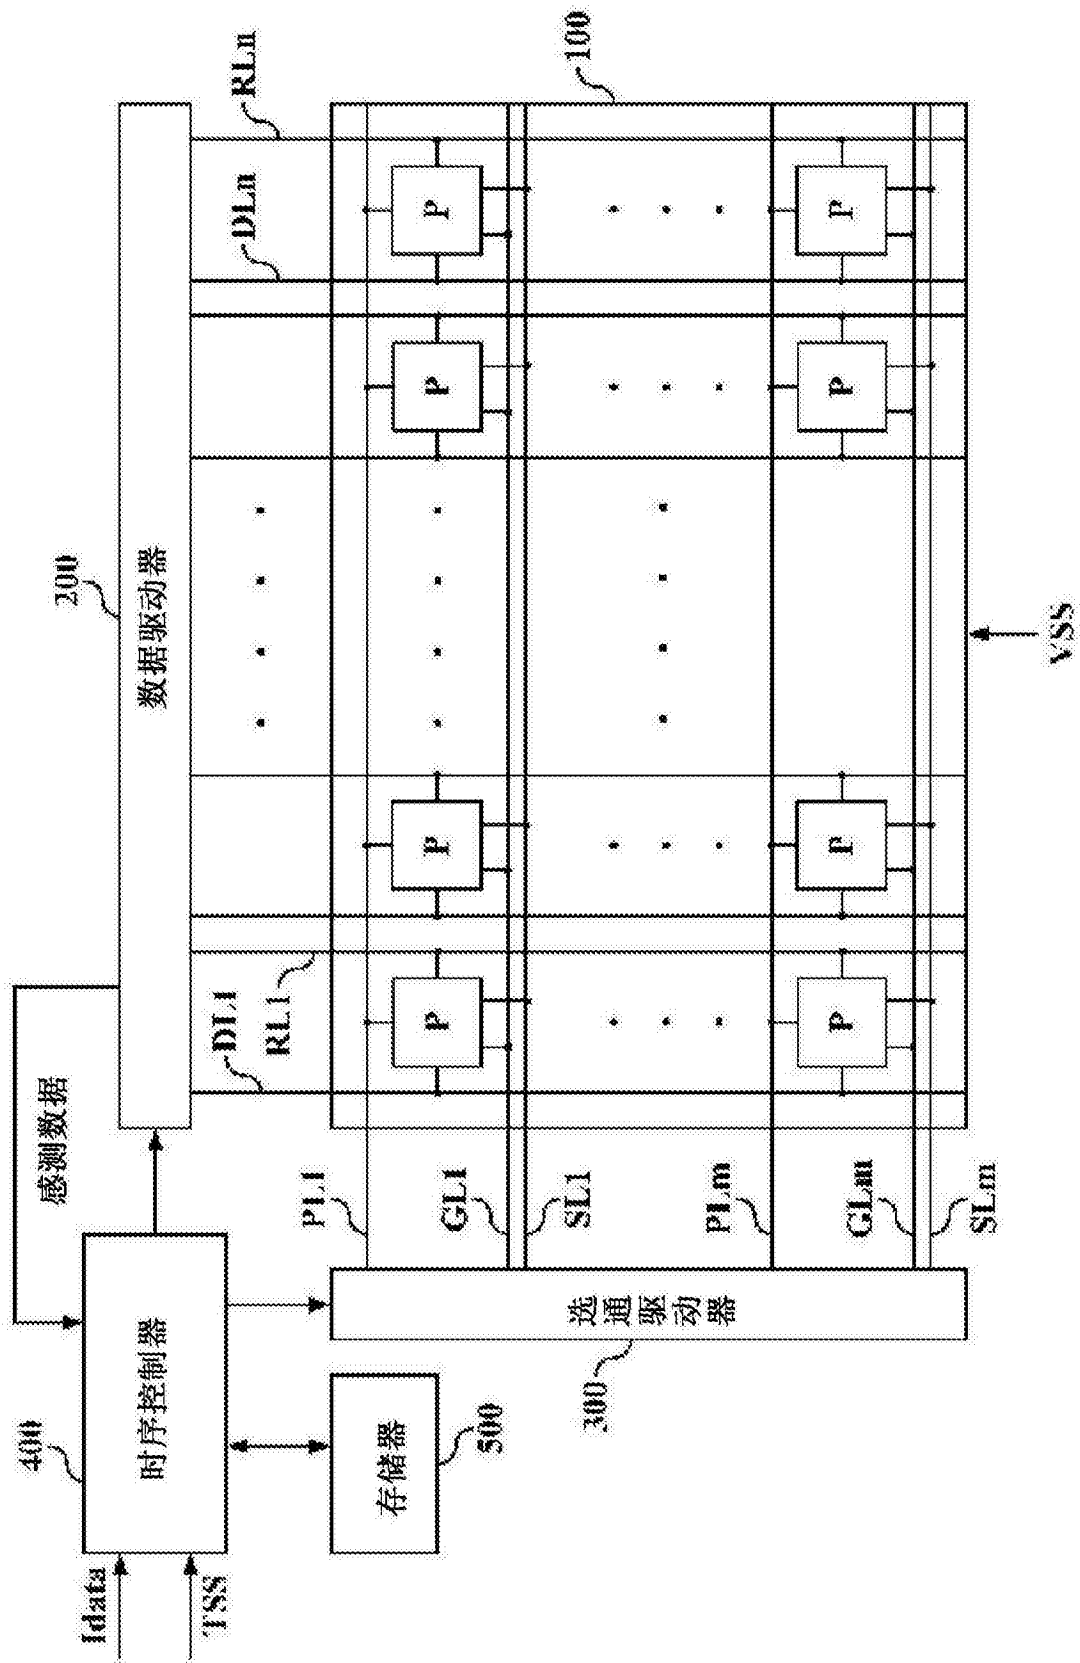 200
数据驱动器
感测数据
400
时序控制器
Idata
TSS
存储器
500
选通驱动器
300
DL1
RL1
DLn
RLn
100
PL1
GL1
SL1
PLm
GLm
SLm
P
P
P
P
P
P
P
P
VSS